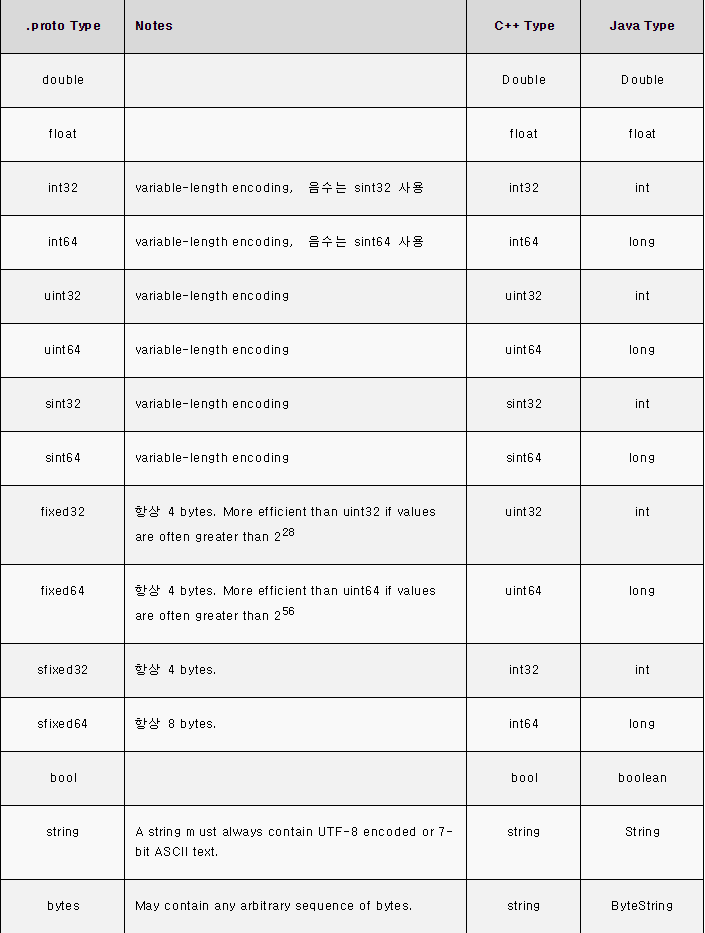 .proto Type Notes C++ Type Java Type
double Double Double
float float float
int32 variable-length encoding, 음수는 sint32 사용 int32 int
int64 variable-length encoding, 음수는 sint64 사용 int64 long
uint32 variable-length encoding uint32 int
uint64 variable-length encoding uint64 long
sint32 variable-length encoding sint32 int
sint64 variable-length encoding sint64 long
fixed32 항상 4 bytes. More efficient than uint32 if values uint32 int
are often greater than 2^28
fixed64 항상 4 bytes. More efficient than uint64 if values uint64 long
are often greater than 2^56
sfixed32 항상 4 bytes. int32 int
sfixed64 항상 8 bytes. int64 long
bool bool boolean
string A string must always contain UTF-8 encoded or 7- string String
bit ASCII text.
bytes May contain any arbitrary sequence of bytes. string ByteString